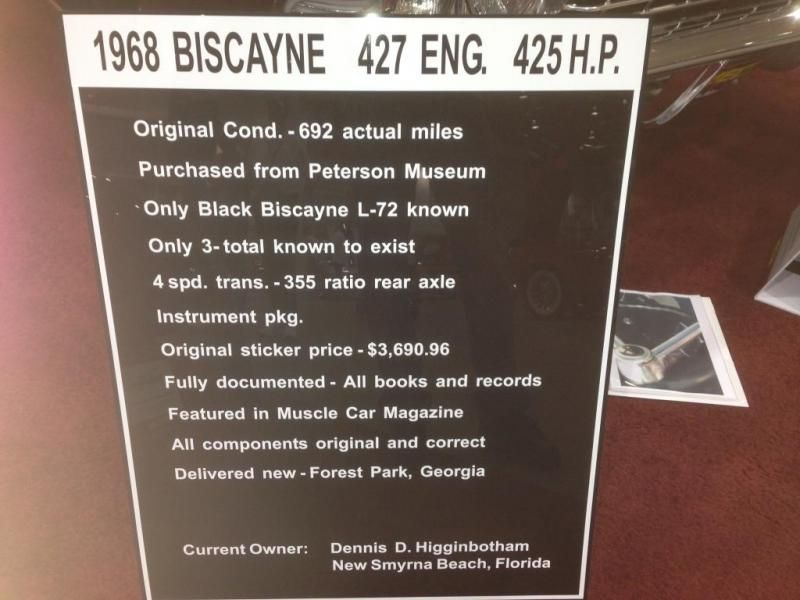 1968 BISCAYNE 427 ENG. 425 H.P.
Original Cond. - 692 actual miles
Purchased from Peterson Museum
Only Black Biscayne L-72 known
Only 3-total known to exist
4 spd. trans. - 355 ratio rear axle
Instrument pkg.
Original sticker price - $3,690.96
Fully documented - All books and records
Featured in Muscle Car Magazine
All components original and correct
Delivered new - Forest Park, Georgia
Current Owner: Dennis D. Higginbotham
New Smyrna Beach, Florida